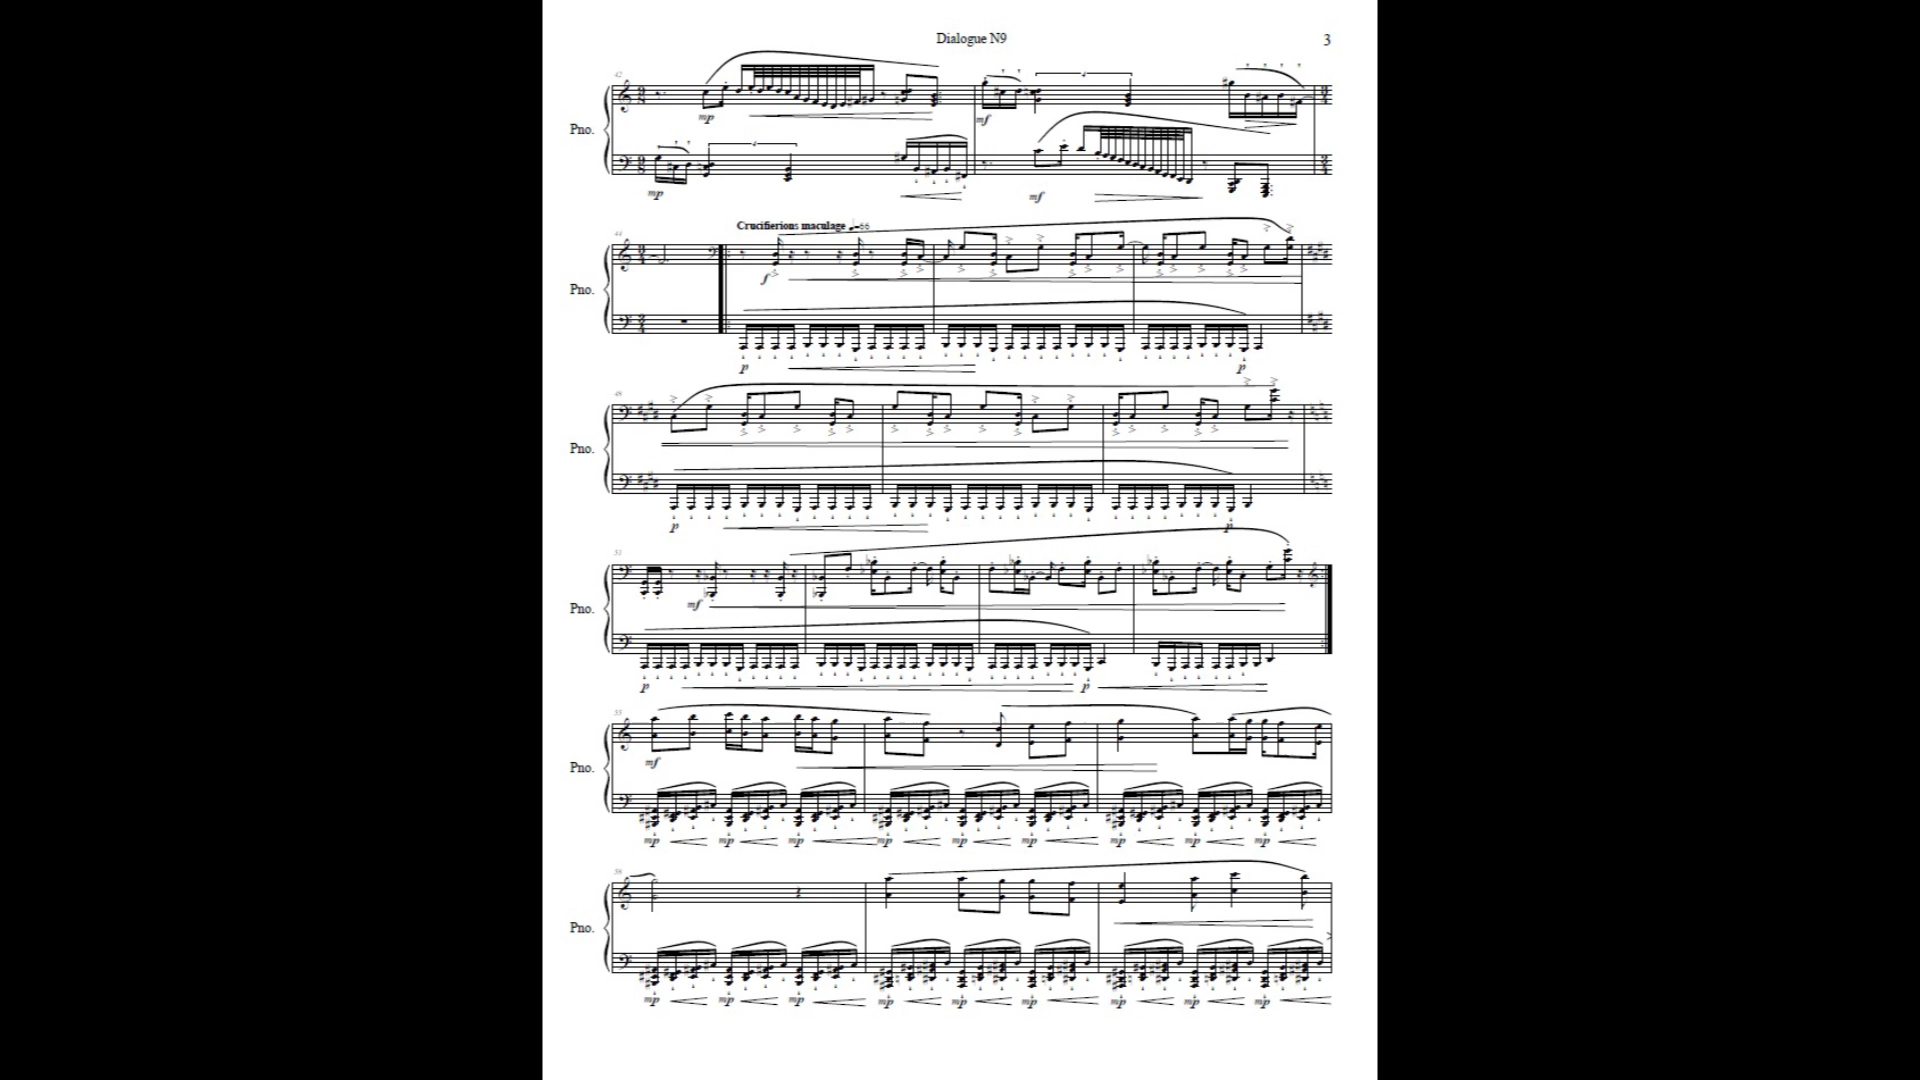 Dialogue N9
3
42
Pno.
mp
mf
mp
mf
44
Crucifierions maculage ♩=66
Pno.
f
p
p
48
Pno.
p
p
51
Pno.
mf
p
p
55
Pno.
mf
mp mp mp mp mp mp mp mp mp
58
Pno.
mp mp mp mp mp mp mp mp mp